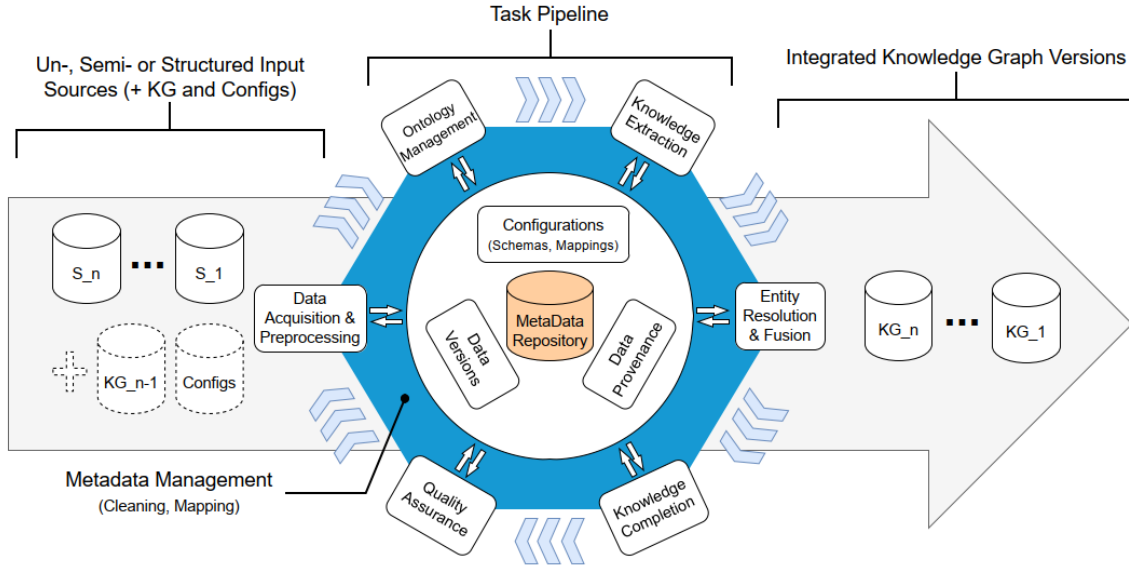 Task Pipeline
Un-, Semi- or Structured Input
Sources (+ KG and Configs)
Integrated Knowledge Graph Versions
Ontology
Management
Knowledge
Extraction
Configurations
(Schemas, Mappings)
S_n
...
S_1
Data
Acquisition &
Preprocessing
MetaData
Repository
Entity
Resolution
& Fusion
KG_n
...
KG_1
Data
Versions
Data
Provenance
KG_n-1
Configs
Metadada Management
(Cleaning, Mapping)
Quality
Assurance
Knowledge
Completion